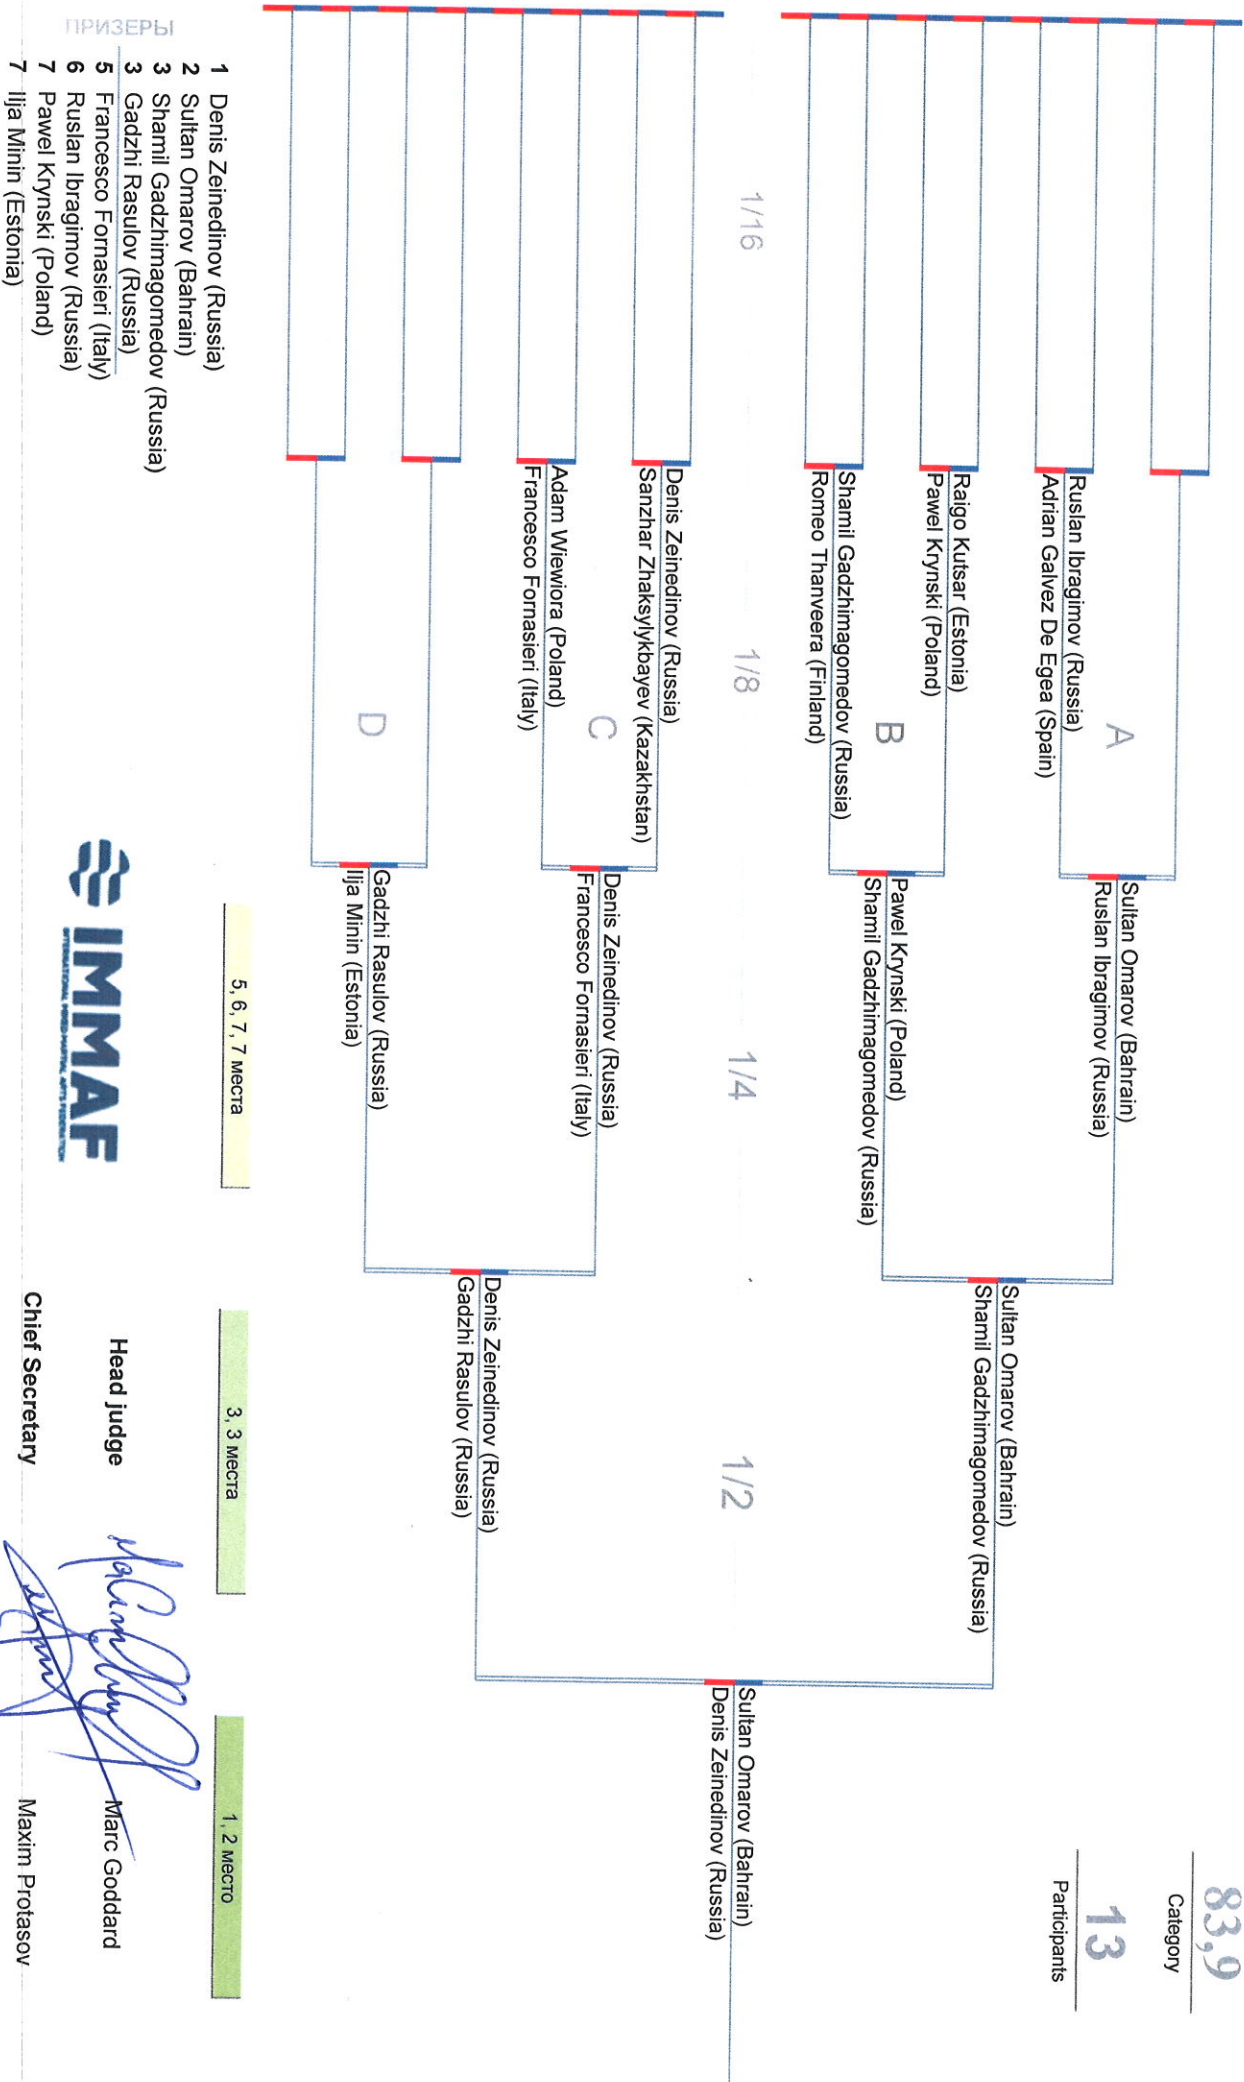 83,9
Category
13
Participants
A
Ruslan Ibragimov (Russia)
Adrian Galvez De Egea (Spain)
Raigo Kutsar (Estonia)
Pawel Krynski (Poland)
B
Shamil Gadzhimagomedov (Russia)
Romeo Thanveera (Finland)
1/16
1/8
1/4
1/2
Denis Zeinedinov (Russia)
Sanzhar Zhaksylykbayev (Kazakhstan)
C
Adam Wiewiora (Poland)
Francesco Fornasieri (Italy)
D
Sultan Omarov (Bahrain)
Ruslan Ibragimov (Russia)
Pawel Krynski (Poland)
Shamil Gadzhimagomedov (Russia)
Denis Zeinedinov (Russia)
Francesco Fornasieri (Italy)
Gadzhi Rasulov (Russia)
Ilja Minin (Estonia)
Sultan Omarov (Bahrain)
Shamil Gadzhimagomedov (Russia)
Denis Zeinedinov (Russia)
Gadzhi Rasulov (Russia)
Sultan Omarov (Bahrain)
Denis Zeinedinov (Russia)
5, 6, 7, 7 места
3, 3 места
1, 2 место
ПРИЗЕРЫ
1 Denis Zeinedinov (Russia)
2 Sultan Omarov (Bahrain)
3 Shamil Gadzhimagomedov (Russia)
3 Gadzhi Rasulov (Russia)
5 Francesco Fornasieri (Italy)
6 Ruslan Ibragimov (Russia)
7 Pawel Krynski (Poland)
7 Ilja Minin (Estonia)
IMMAF
INTERNATIONAL MIXED MARTIAL ARTS FEDERATION
Head judge
Marc Goddard
Chief Secretary
Maxim Protasov